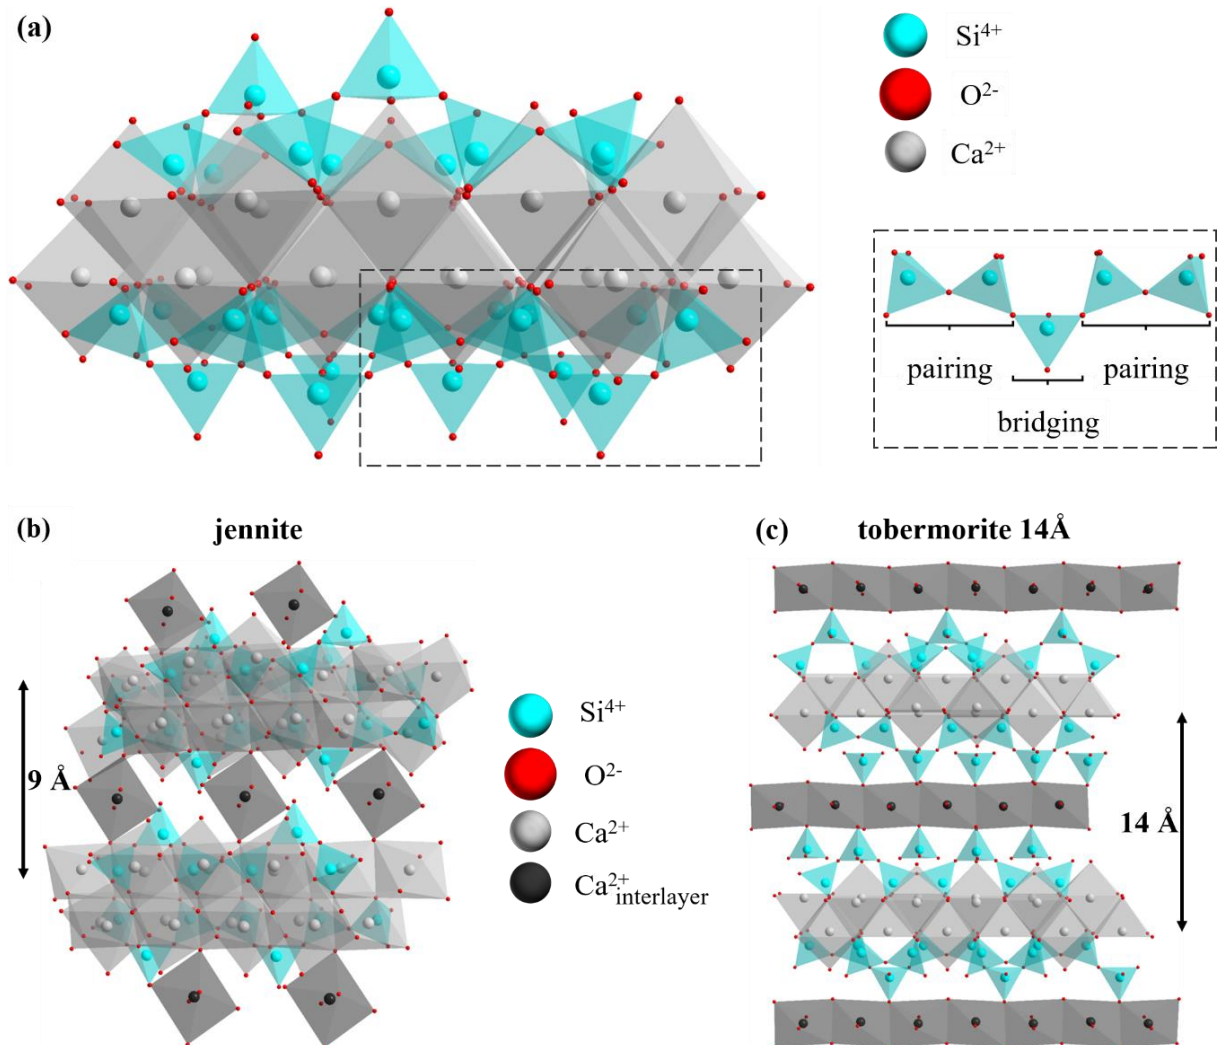 (a)
Si⁴⁺
O²⁻
Ca²⁺
pairing
pairing
bridging
(b)
jennite
9 Å
Si⁴⁺
O²⁻
Ca²⁺
Ca²⁺interlayer
(c)
tobermorite 14Å
14 Å